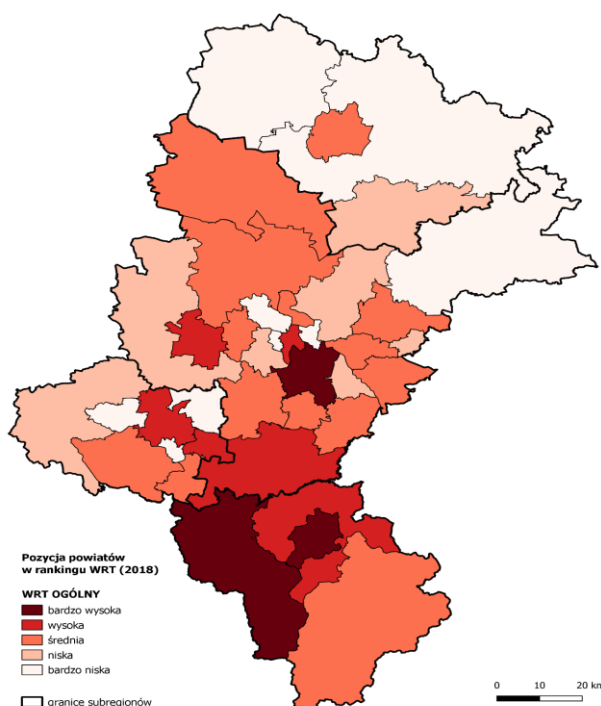 Pozycja powiatów
w rankingu WRT (2018)
WRT OGÓLNY
bardzo wysoka
wysoka
średnia
niska
bardzo niska
granice subregionów
0 10 20 km